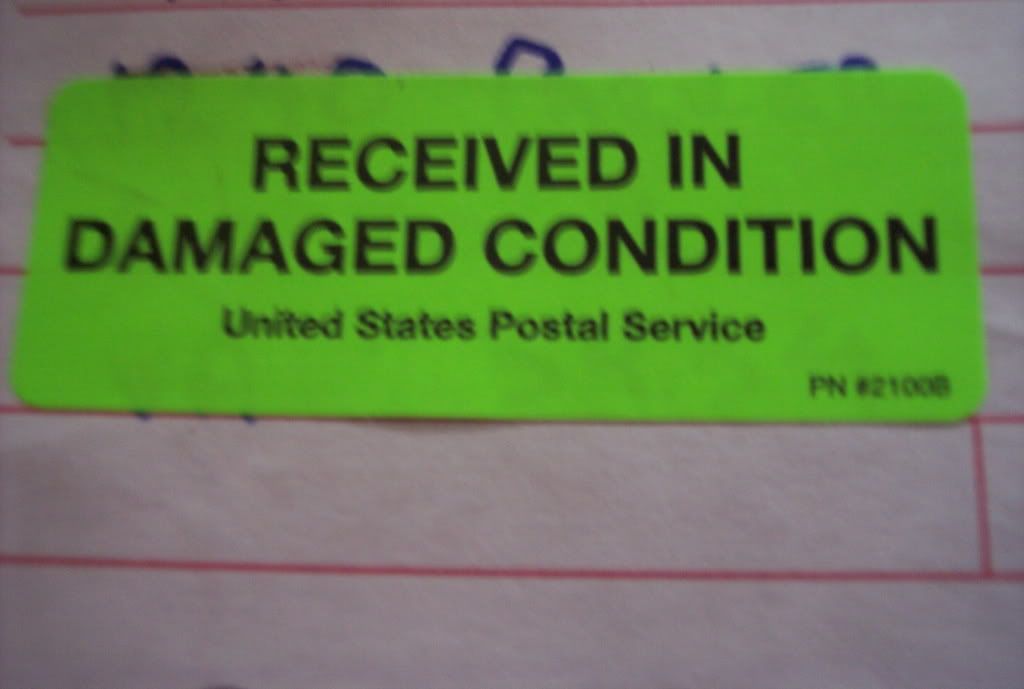 RECEIVED IN
DAMAGED CONDITION
United States Postal Service
PN #2100B